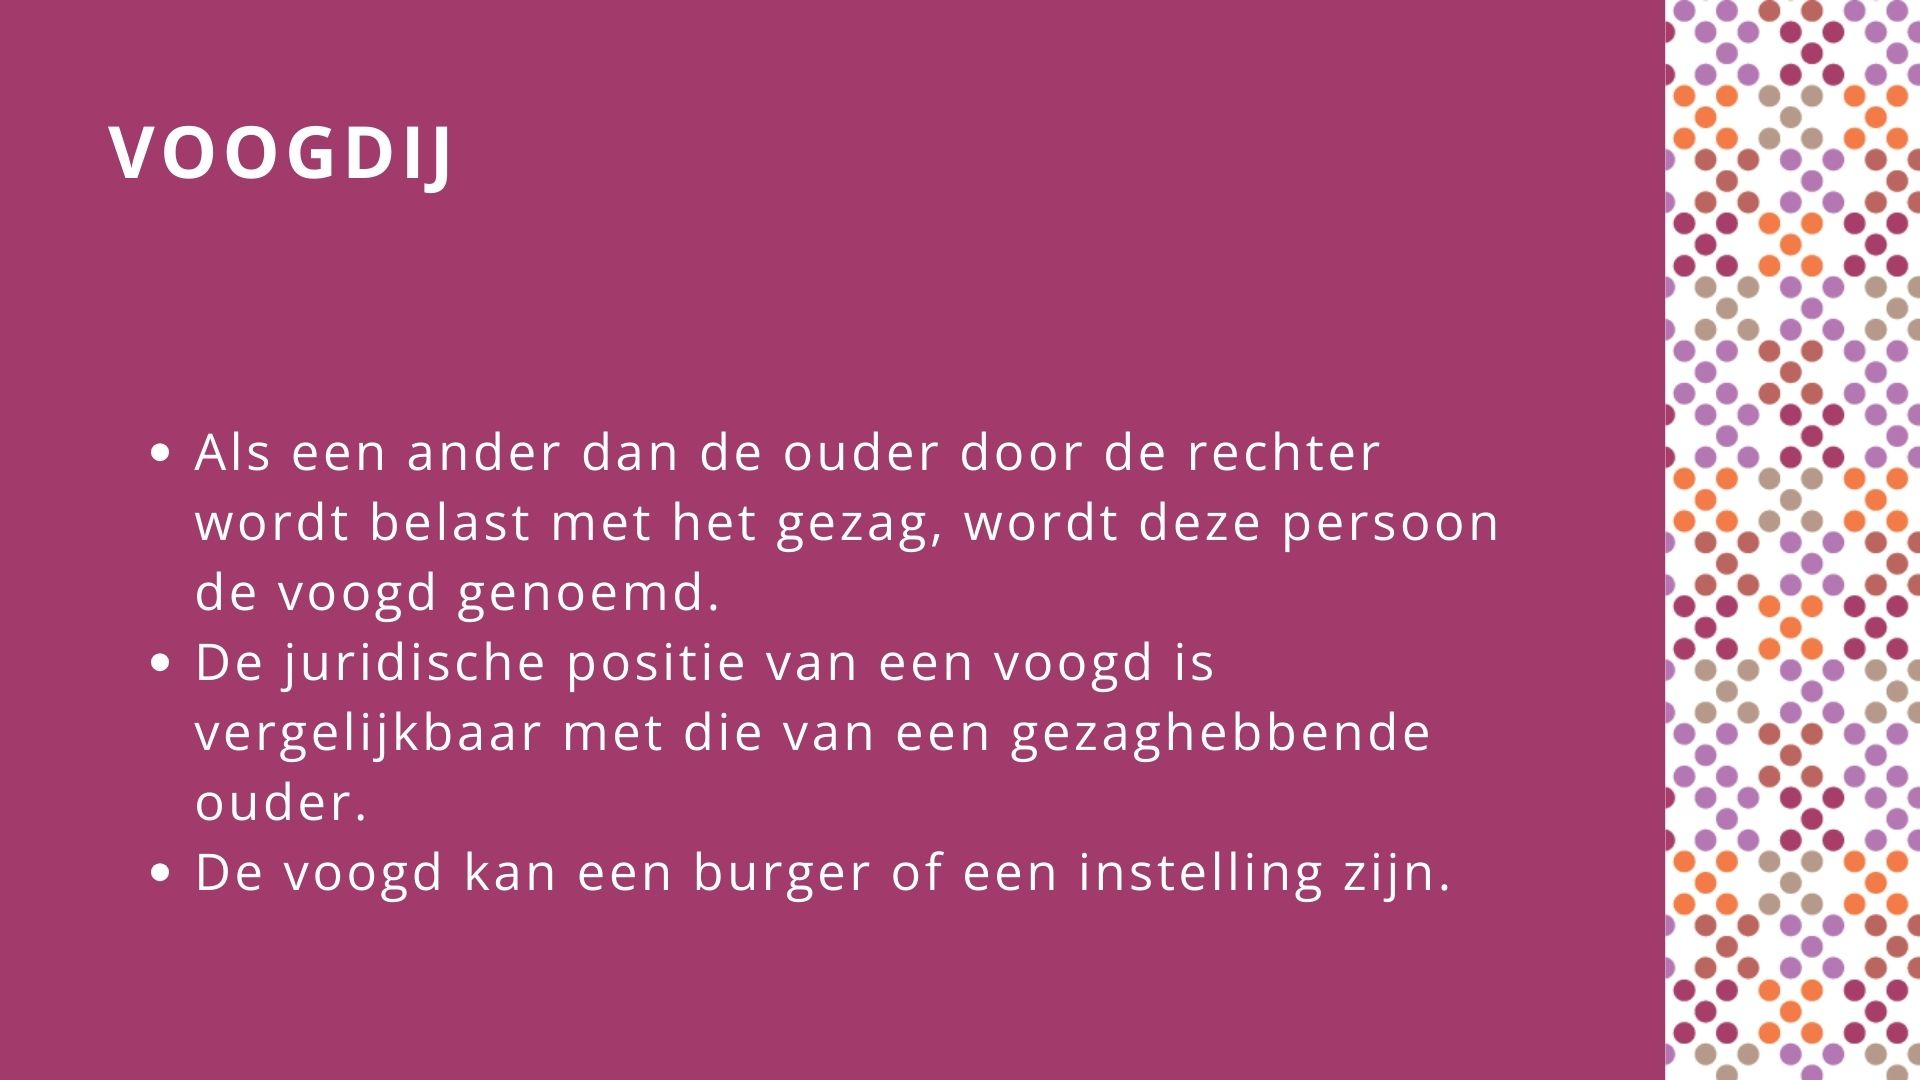 VOOGDIJ
• Als een ander dan de ouder door de rechter
wordt belast met het gezag, wordt deze persoon
de voogd genoemd.
• De juridische positie van een voogd is
vergelijkbaar met die van een gezaghebbende
ouder.
• De voogd kan een burger of een instelling zijn.